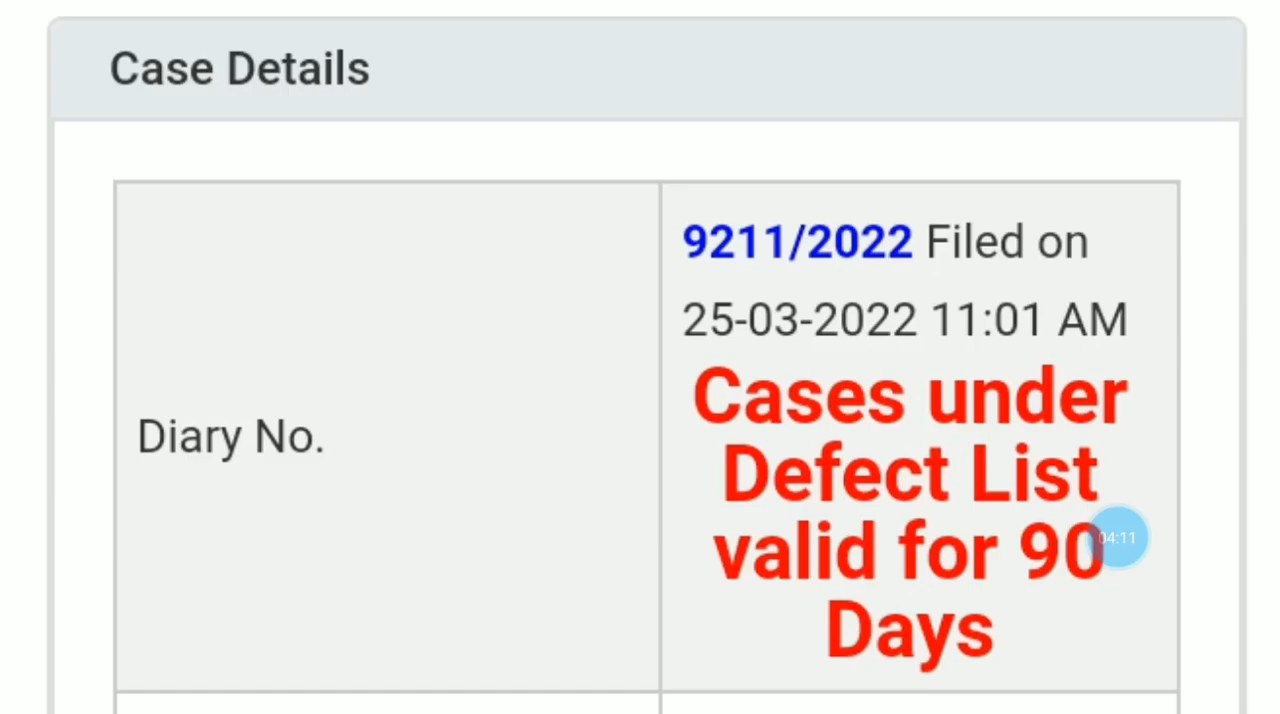 Case Details
Diary No.
9211/2022 Filed on
25-03-2022 11:01 AM
Cases under
Defect List
valid for 90
Days
04:11